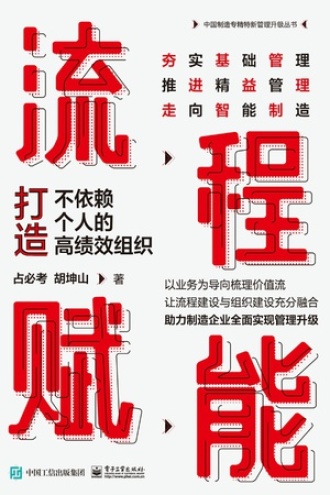 中国制造专精特新管理升级丛书
夯实基础管理
推进精益管理
走向智能制造
流程
打造
不依赖
个人的
高绩效组织
占必考 胡坤山 著
以业务为导向梳理价值流
让流程建设与组织建设充分融合
助力制造企业全面实现管理升级
赋能
中国工信出版集团
电子工业出版社